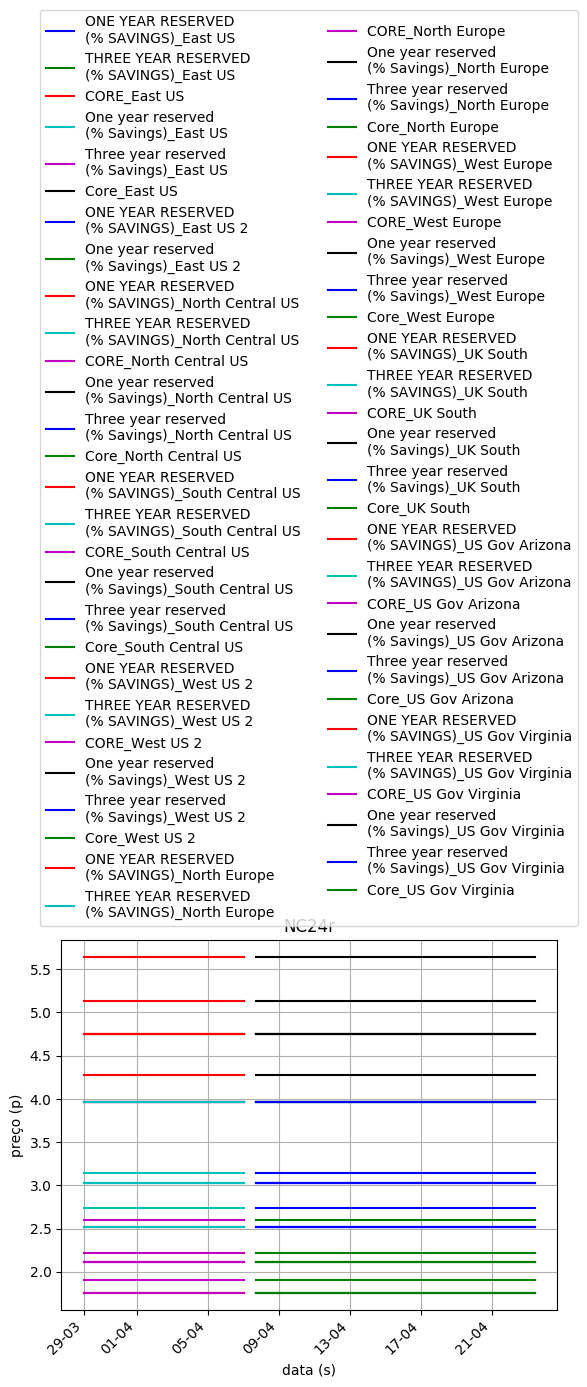 ONE YEAR RESERVED
(% SAVINGS)_East US
THREE YEAR RESERVED
(% SAVINGS)_East US
CORE_East US
One year reserved
(% Savings)_East US
Three year reserved
(% Savings)_East US
Core_East US
ONE YEAR RESERVED
(% SAVINGS)_East US 2
One year reserved
(% Savings)_East US 2
ONE YEAR RESERVED
(% SAVINGS)_North Central US
THREE YEAR RESERVED
(% SAVINGS)_North Central US
CORE_North Central US
One year reserved
(% Savings)_North Central US
Three year reserved
(% Savings)_North Central US
Core_North Central US
ONE YEAR RESERVED
(% SAVINGS)_South Central US
THREE YEAR RESERVED
(% SAVINGS)_South Central US
CORE_South Central US
One year reserved
(% Savings)_South Central US
Three year reserved
(% Savings)_South Central US
Core_South Central US
ONE YEAR RESERVED
(% SAVINGS)_West US 2
THREE YEAR RESERVED
(% SAVINGS)_West US 2
CORE_West US 2
One year reserved
(% Savings)_West US 2
Three year reserved
(% Savings)_West US 2
Core_West US 2
ONE YEAR RESERVED
(% SAVINGS)_North Europe
THREE YEAR RESERVED
(% SAVINGS)_North Europe
CORE_North Europe
One year reserved
(% Savings)_North Europe
Three year reserved
(% Savings)_North Europe
Core_North Europe
ONE YEAR RESERVED
(% SAVINGS)_West Europe
THREE YEAR RESERVED
(% SAVINGS)_West Europe
CORE_West Europe
One year reserved
(% Savings)_West Europe
Three year reserved
(% Savings)_West Europe
Core_West Europe
ONE YEAR RESERVED
(% SAVINGS)_UK South
THREE YEAR RESERVED
(% SAVINGS)_UK South
CORE_UK South
One year reserved
(% Savings)_UK South
Three year reserved
(% Savings)_UK South
Core_UK South
ONE YEAR RESERVED
(% SAVINGS)_US Gov Arizona
THREE YEAR RESERVED
(% SAVINGS)_US Gov Arizona
CORE_US Gov Arizona
One year reserved
(% Savings)_US Gov Arizona
Three year reserved
(% Savings)_US Gov Arizona
Core_US Gov Arizona
ONE YEAR RESERVED
(% SAVINGS)_US Gov Virginia
THREE YEAR RESERVED
(% SAVINGS)_US Gov Virginia
CORE_US Gov Virginia
One year reserved
(% Savings)_US Gov Virginia
Three year reserved
(% Savings)_US Gov Virginia
Core_US Gov Virginia
NC24r
5.5
5.0
4.5
4.0
3.5
3.0
2.5
2.0
preço (p)
29-03
01-04
05-04
09-04
13-04
17-04
21-04
data (s)